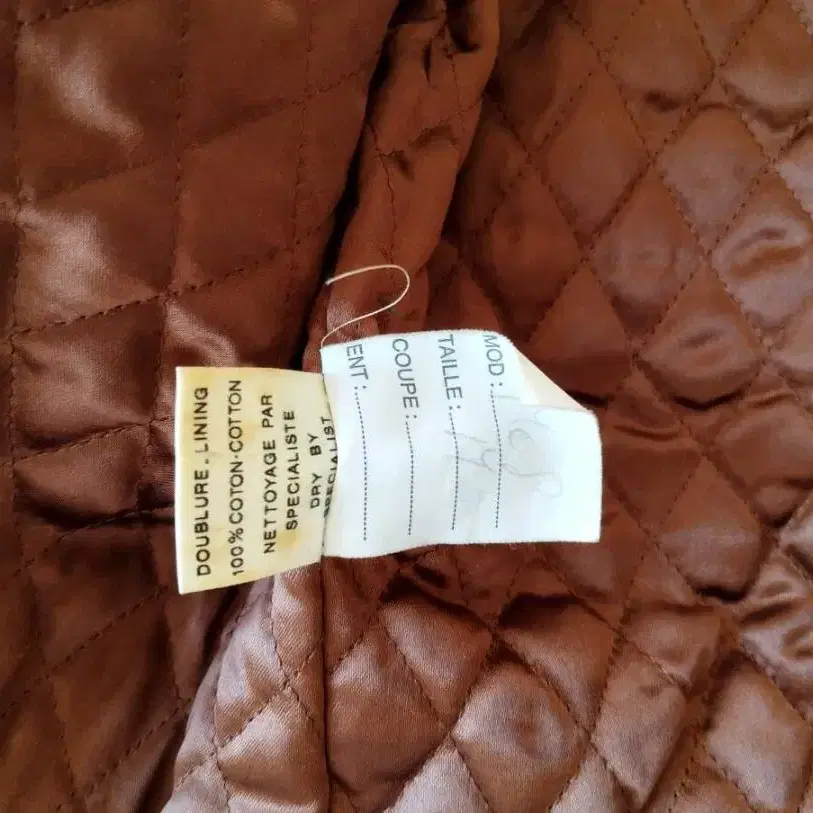 DOUBLURE . LINING
100% COTON-COTTON
NETTOYAGE PAR
SPECIALISTE
DRY BY
SPECIALIST
MOD :
TAILLE :
COUPE :
ENT :